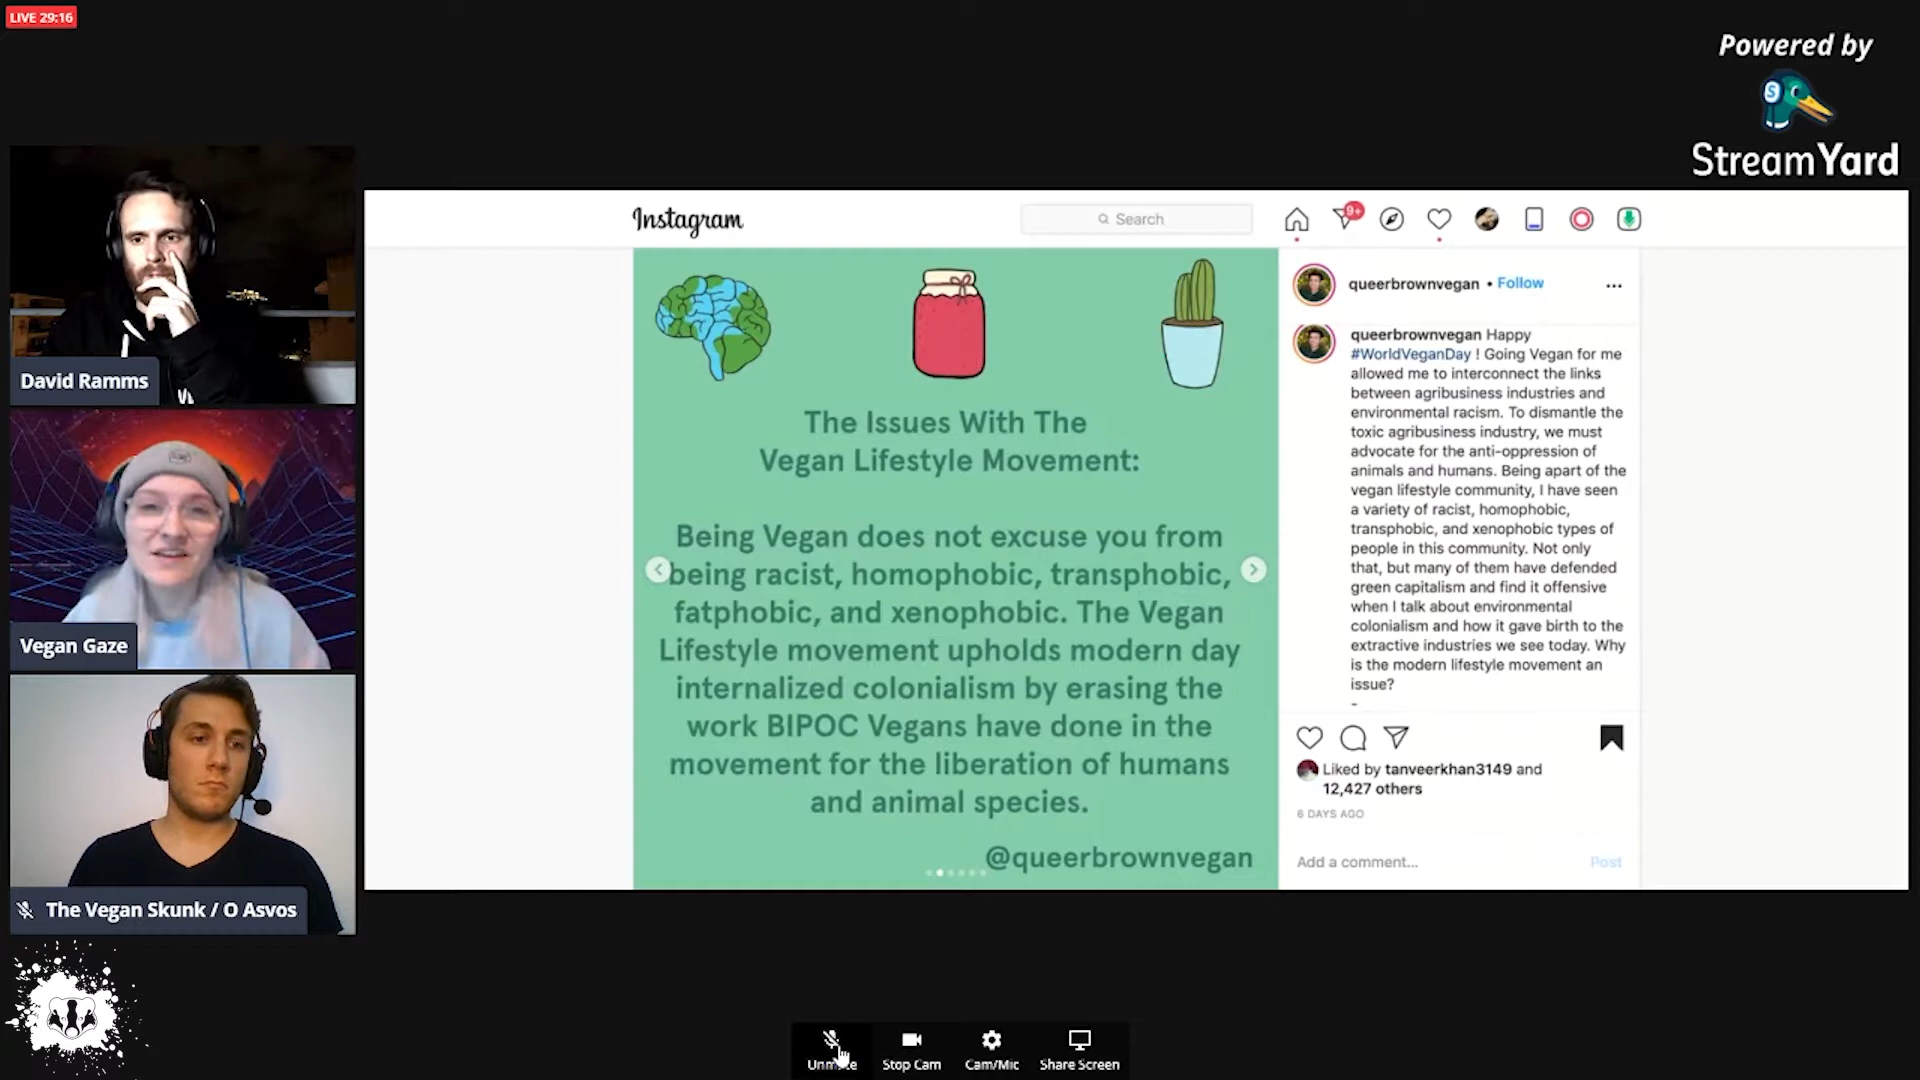 LIVE 29:16
Powered by
S
StreamYard
David Ramms
Vegan Gaze
The Vegan Skunk / O Asvos
Instagram
Search
9+
The Issues With The
Vegan Lifestyle Movement:
Being Vegan does not excuse you from
being racist, homophobic, transphobic,
fatphobic, and xenophobic. The Vegan
Lifestyle movement upholds modern day
internalized colonialism by erasing the
work BIPOC Vegans have done in the
movement for the liberation of humans
and animal species.
@queerbrownvegan
queerbrownvegan • Follow
queerbrownvegan Happy
#WorldVeganDay ! Going Vegan for me
allowed me to interconnect the links
between agribusiness industries and
environmental racism. To dismantle the
toxic agribusiness industry, we must
advocate for the anti-oppression of
animals and humans. Being apart of the
vegan lifestyle community, I have seen
a variety of racist, homophobic,
transphobic, and xenophobic types of
people in this community. Not only
that, but many of them have defended
green capitalism and find it offensive
when I talk about environmental
colonialism and how it gave birth to the
extractive industries we see today. Why
is the modern lifestyle movement an
issue?
-
Liked by tanveerkhan3149 and
12,427 others
6 DAYS AGO
Add a comment... Post
Unmute Stop Cam Cam/Mic Share Screen